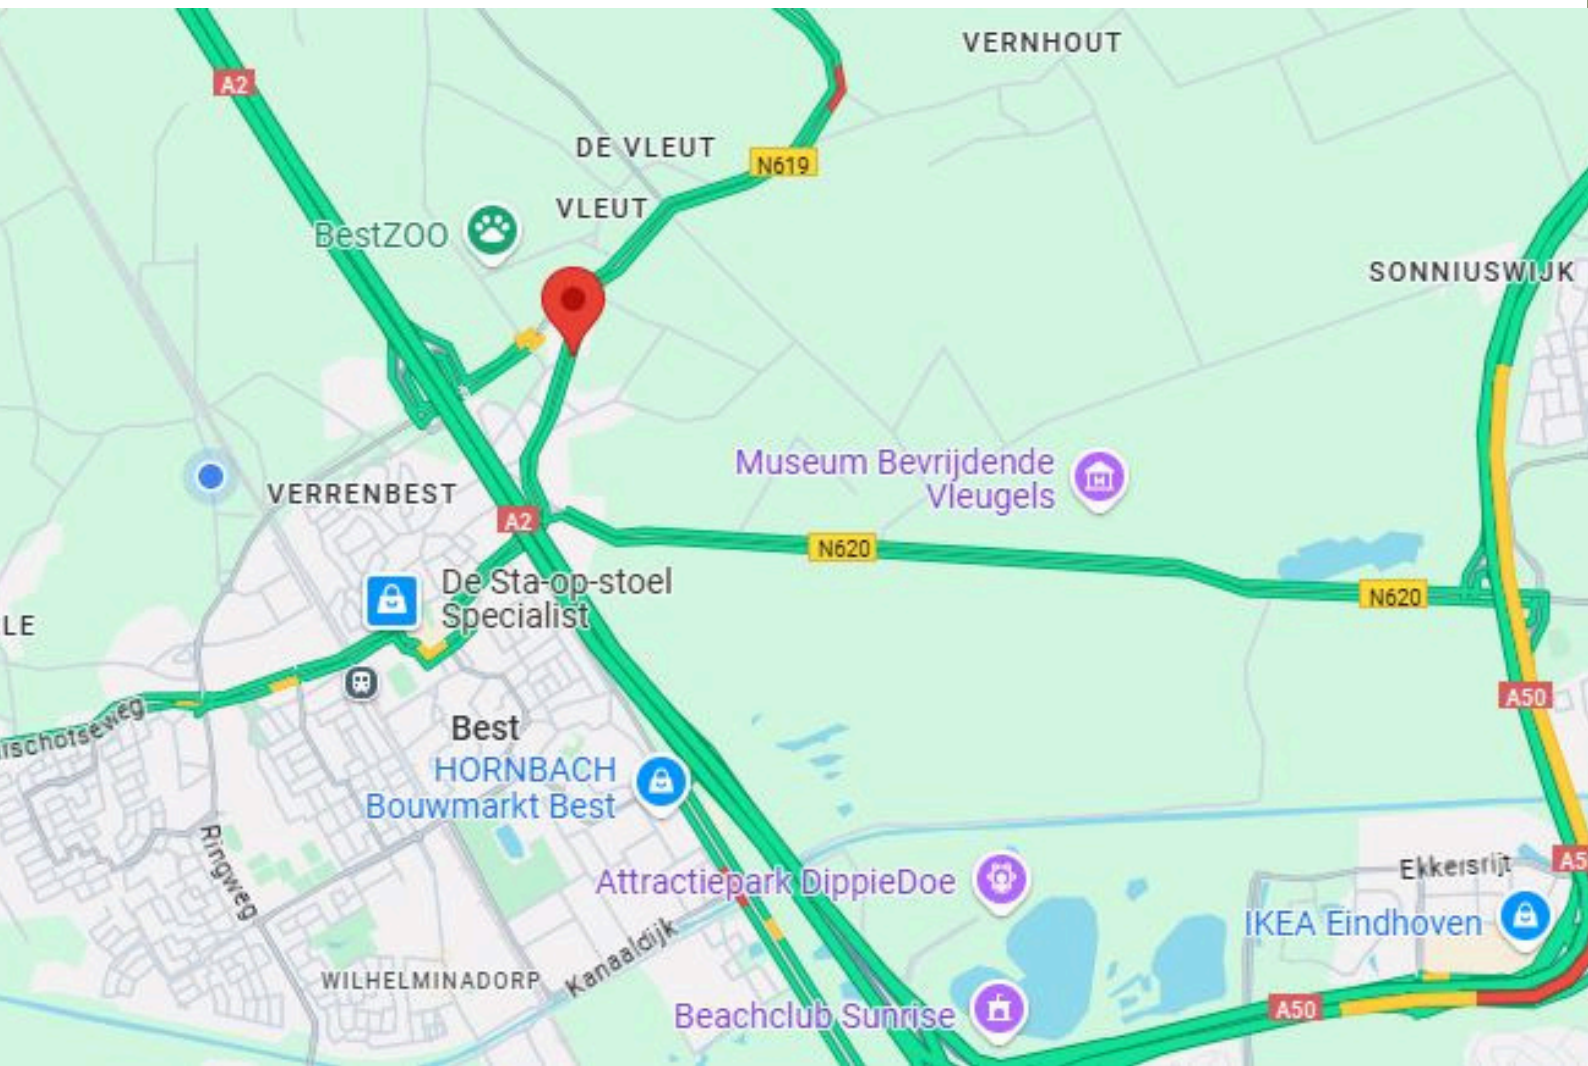 VERNHOUT
A2
DE VLEUT
N619
VLEUT
BestZOO
SONNIUSWIJK
Museum Bevrijdende
Vleugels
VERRENBEST
A2
N620
De Sta-op-stoel
Specialist
N620
LE
A50
ischotseweg
Best
HORNBACH
Bouwmarkt Best
Ringweg
A5
Ekkersrijt
Attractiepark DippieDoe
IKEA Eindhoven
Kanaaldijk
WILHELMINADORP
A50
Beachclub Sunrise